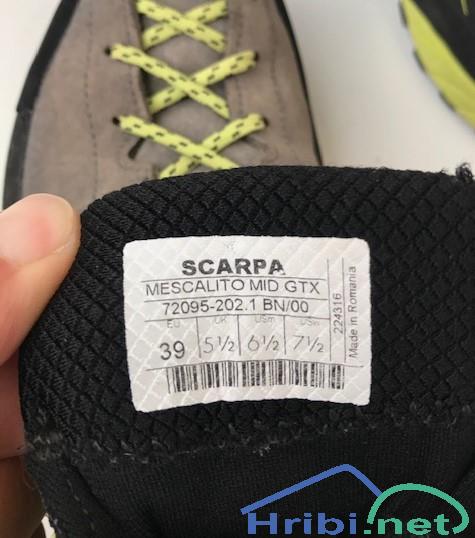 SCARPA
MESCALITO MID GTX
72095-202.1 BN/00
EU UK USm USw
39 5½ 6½ 7½
224316
Made in Romania
Hribi.net